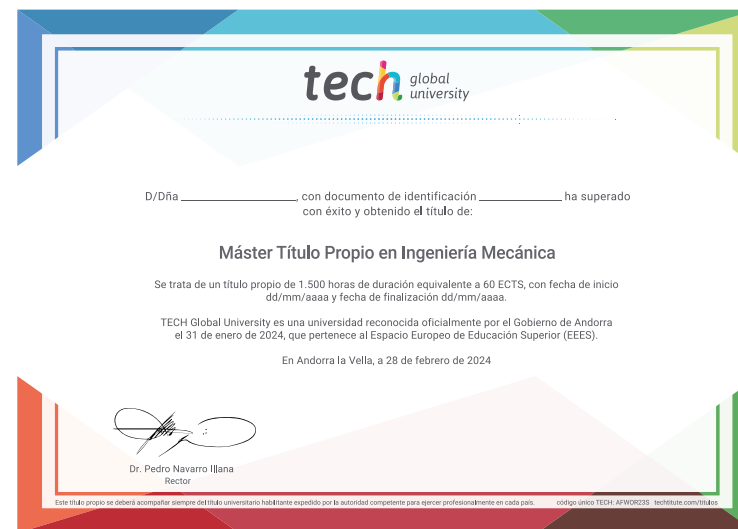 tech global university
D/Dña ______________, con documento de identificación __________ ha superado
con éxito y obtenido el título de:
Máster Título Propio en Ingeniería Mecánica
Se trata de un título propio de 1.500 horas de duración equivalente a 60 ECTS, con fecha de inicio
dd/mm/aaaa y fecha de finalización dd/mm/aaaa.
TECH Global University es una universidad reconocida oficialmente por el Gobierno de Andorra
el 31 de enero de 2024, que pertenece al Espacio Europeo de Educación Superior (EEES).
En Andorra la Vella, a 28 de febrero de 2024
Dr. Pedro Navarro Illana
Rector
Este título propio se deberá acompañar siempre del título universitario habilitante expedido por la autoridad competente para ejercer profesionalmente en cada país. código único TECH: AFWOR23S techtitute.com/titulos